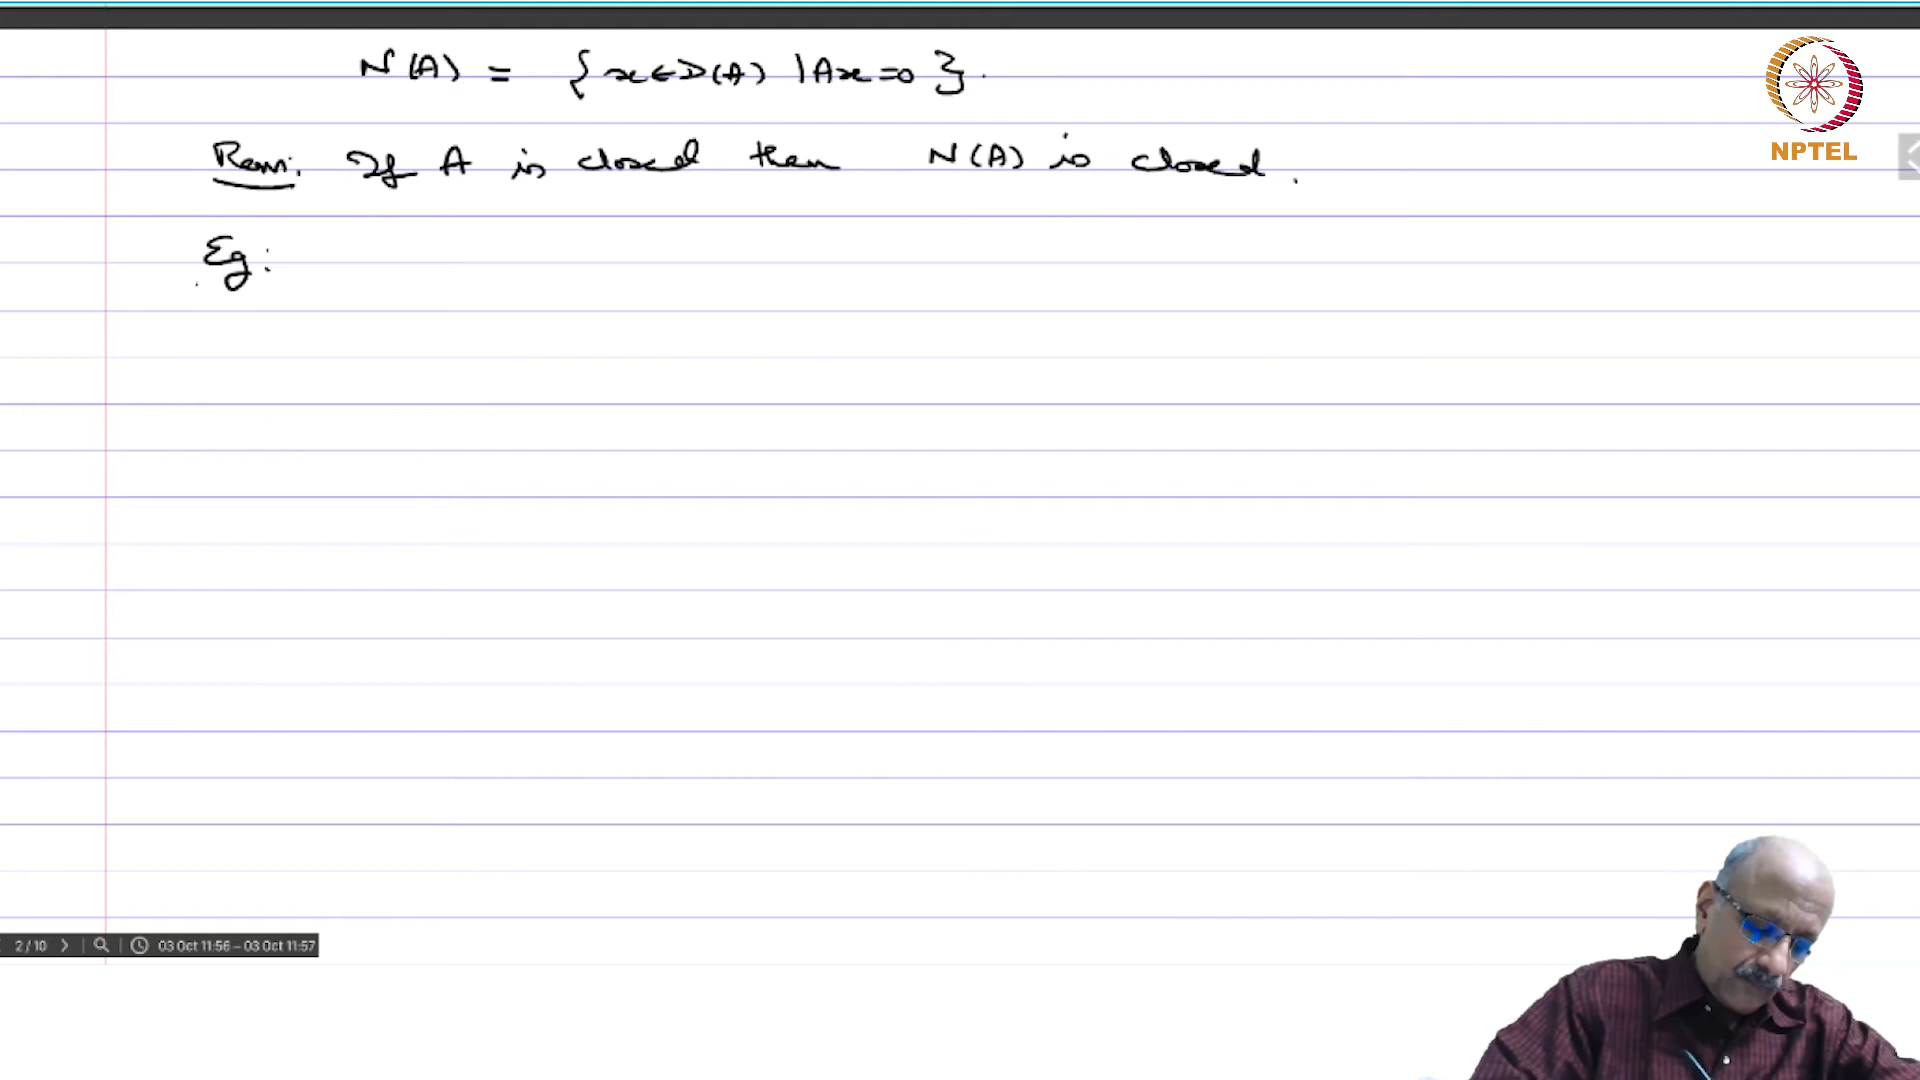 N(A) = {x∈D(A) | Ax=0}.
NPTEL
Rem: If A is closed then N(A) is closed.
Eg:
2/10 > 03 Oct 11:56 – 03 Oct 11:57